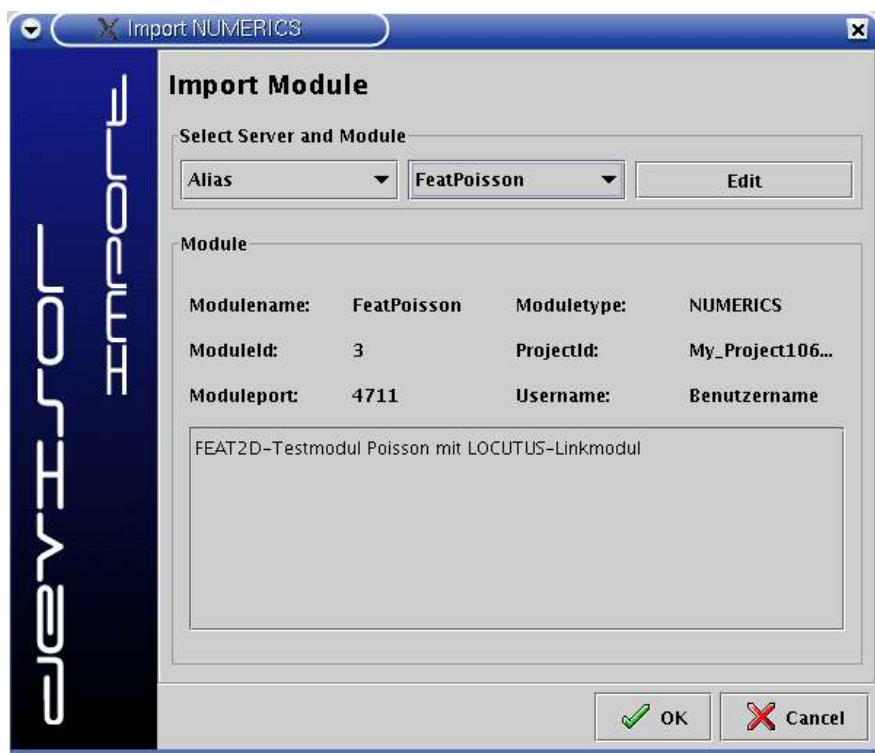 Import NUMERICS
DEVISOR
IMPORT
Import Module
Select Server and Module
Alias FeatPoisson Edit
Module
Modulename: FeatPoisson Moduletype: NUMERICS
ModuleId: 3 ProjectId: My_Project106...
Moduleport: 4711 Username: Benutzername
FEAT2D-Testmodul Poisson mit LOCUTUS-Linkmodul
OK Cancel